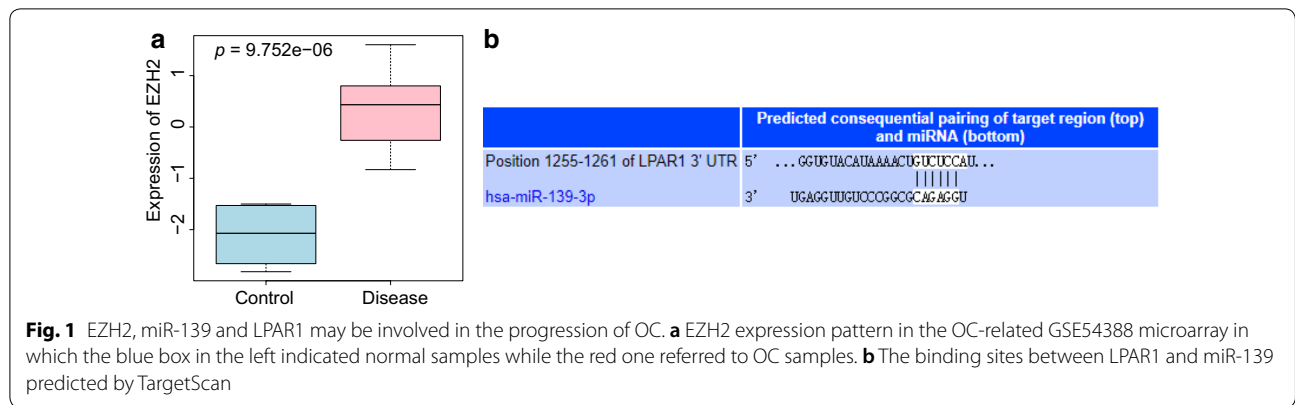 a
p = 9.752e−06
Expression of EZH2
1
0
−1
−2
Control Disease
b
Predicted consequential pairing of target region (top)
and miRNA (bottom)
Position 1255-1261 of LPAR1 3' UTR 5' ...GGUGUACAUAAAACUGUCUCCAU...
hsa-miR-139-3p 3' UGAGGUUGUCCCGGCGCAGAGGU
Fig. 1 EZH2, miR-139 and LPAR1 may be involved in the progression of OC. a EZH2 expression pattern in the OC-related GSE54388 microarray in
which the blue box in the left indicated normal samples while the red one referred to OC samples. b The binding sites between LPAR1 and miR-139
predicted by TargetScan